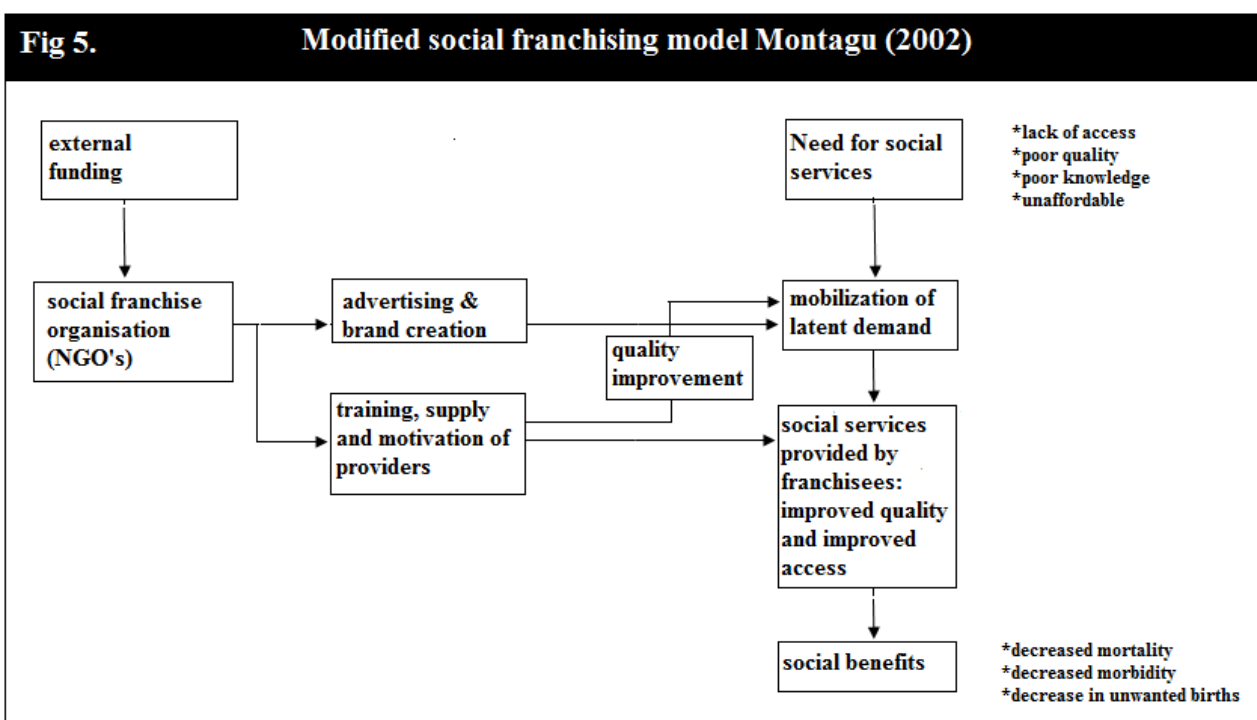 Fig 5.
Modified social franchising model Montagu (2002)
external
funding
Need for social
services
*lack of access
*poor quality
*poor knowledge
*unaffordable
social franchise
organisation
(NGO's)
advertising &
brand creation
quality
improvement
mobilization of
latent demand
training, supply
and motivation of
providers
social services
provided by
franchisees:
improved quality
and improved
access
social benefits
*decreased mortality
*decreased morbidity
*decrease in unwanted births